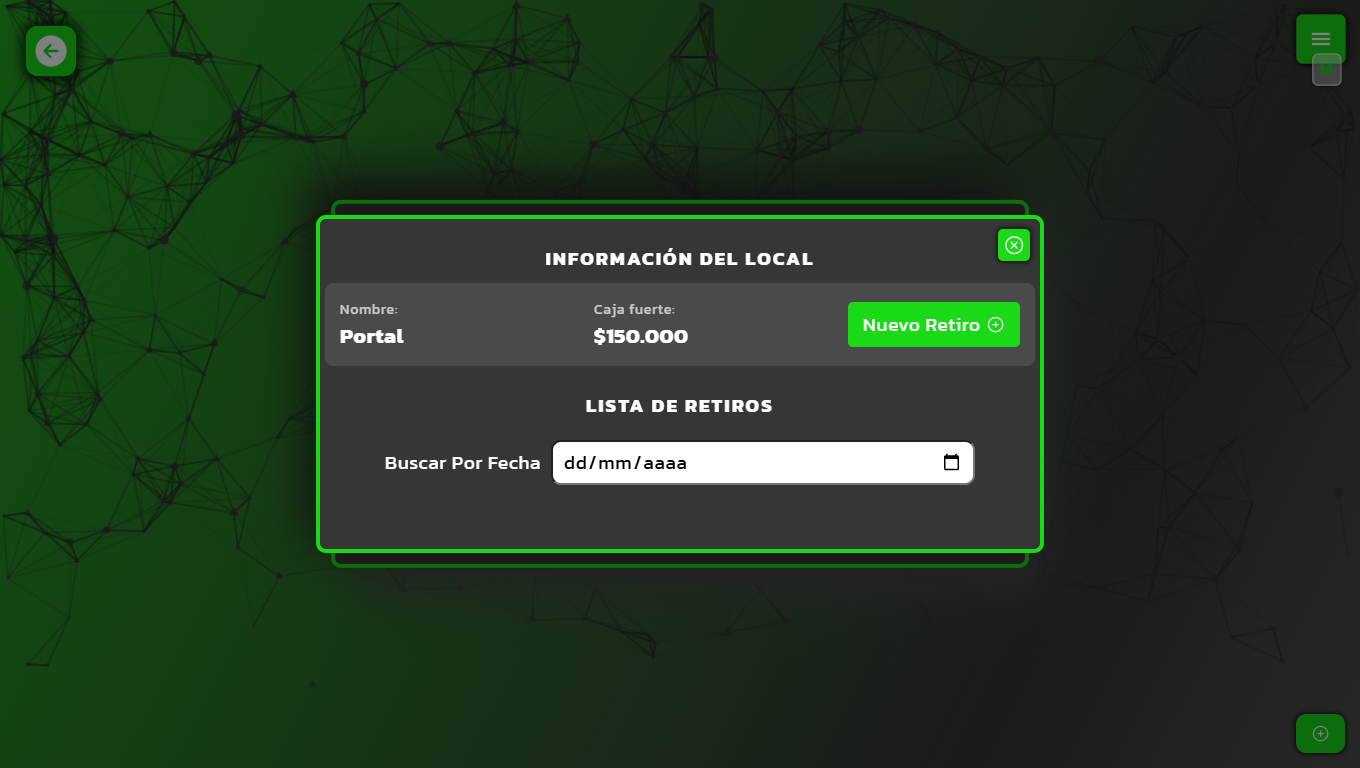 INFORMACIÓN DEL LOCAL
Nombre:
Portal
Caja fuerte:
$150.000
Nuevo Retiro
LISTA DE RETIROS
Buscar Por Fecha
dd/mm/aaaa